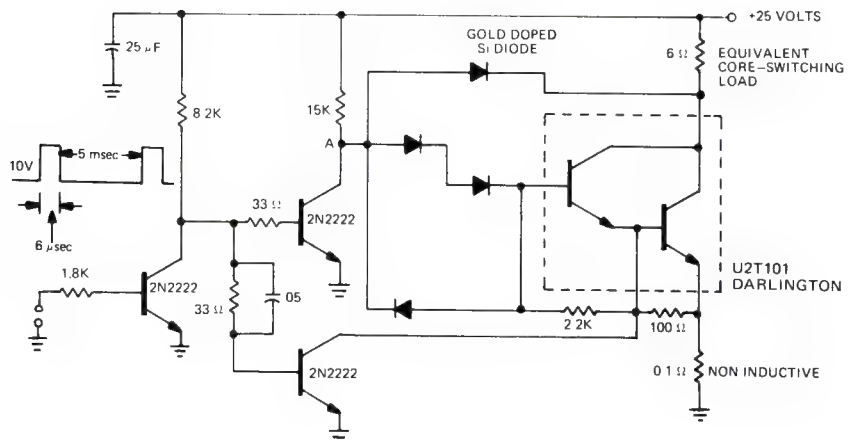 +25 VOLTS
25 µF
GOLD DOPED
Si DIODE
6 Ω
EQUIVALENT
CORE–SWITCHING
LOAD
8 2K
15K
A
10V
5 msec
33 Ω
2N2222
6 µsec
1.8K
2N2222
33 Ω
05
U2T101
DARLINGTON
2 2K
100 Ω
2N2222
0 1 Ω
NON INDUCTIVE